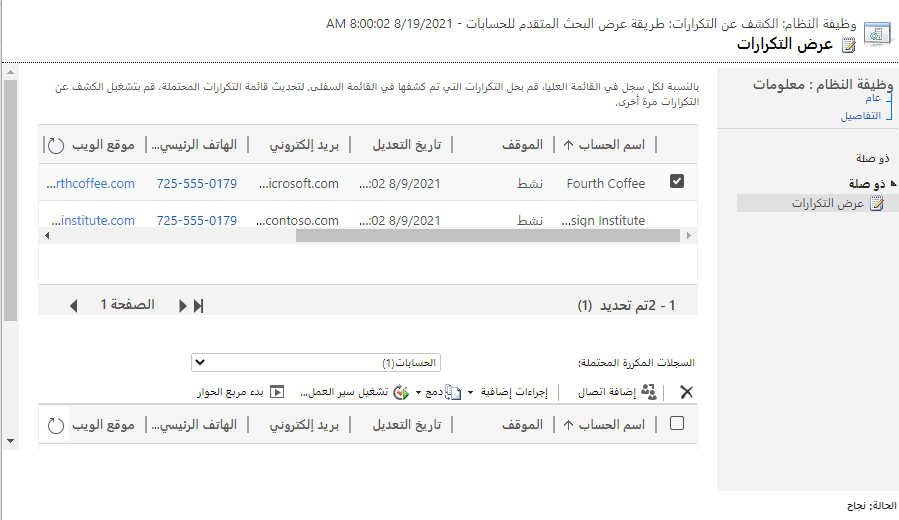 وظيفة النظام: الكشف عن التكرارات: طريقة عرض البحث المتقدم للحسابات - 8/19/2021 8:00:02 AM
عرض التكرارات
وظيفة النظام : معلومات
عام
التفاصيل
ذو صلة
ذو صلة
عرض التكرارات
بالنسبة لكل سجل في القائمة العليا، قم بحل التكرارات التي تم كشفها في القائمة السفلى. لتحديث قائمة التكرارات المحتملة، قم بتشغيل الكشف عن
التكرارات مرة أخرى.
اسم الحساب الموقف تاريخ التعديل بريد إلكتروني الهاتف الرئيسي... موقع الويب
Fourth Coffee نشط 8/9/2021 02:... icrosoft.com... 725-555-0179 rthcoffee.com...
sign Institute... نشط 8/9/2021 02:... contoso.com... 725-555-0179 institute.com...
1 - 2تم تحديد (1) الصفحة 1
السجلات المكررة المحتملة: الحسابات(1)
إضافة اتصال إجراءات إضافية دمج تشغيل سير العمل... بدء مربع الحوار
اسم الحساب الموقف تاريخ التعديل بريد إلكتروني الهاتف الرئيسي... موقع الويب
الحالة: نجاح